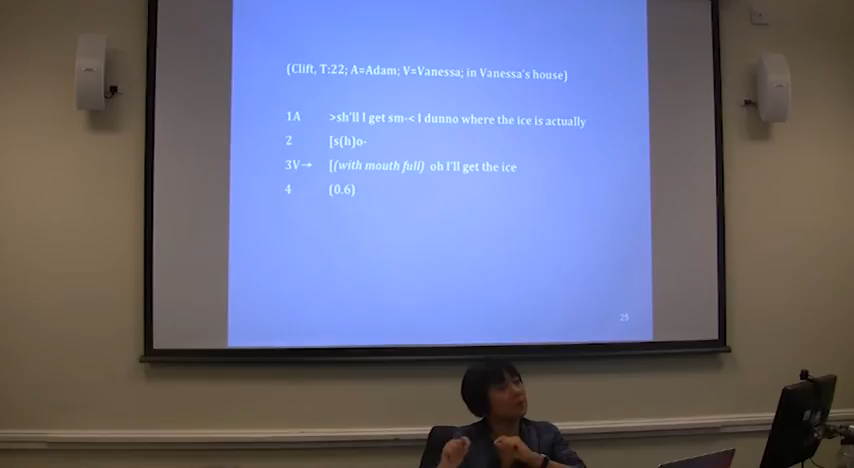 (Clift, T:22; A=Adam; V=Vanessa; in Vanessa's house)
1A >sh'll I get sm-< I dunno where the ice is actually
2 [s(h)o-
3V→ [(with mouth full) oh I'll get the ice
4 (0.6)
25